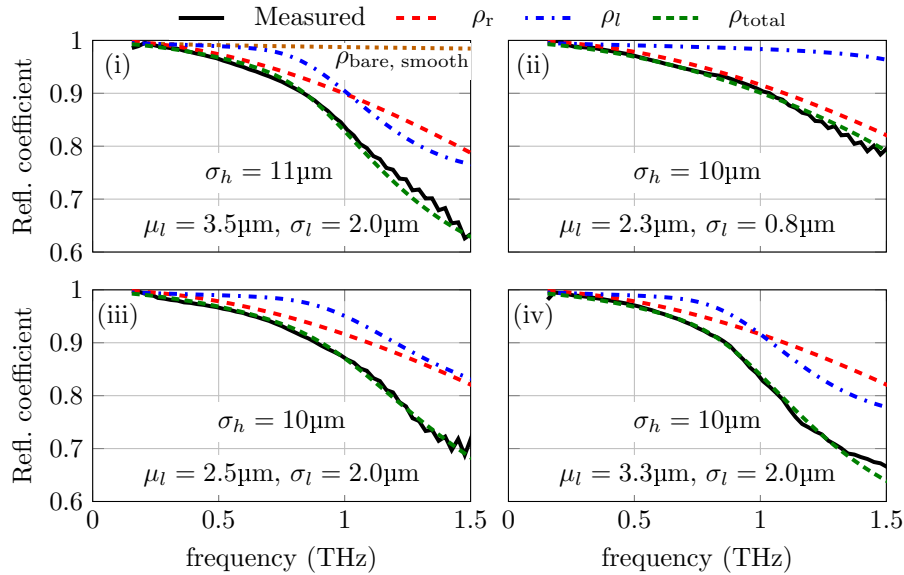 Measured ρr ρl ρtotal
(i) ρbare, smooth (ii)
1
0.9
0.8
0.7
0.6
Refl. coefficient
σh = 11µm
µl = 3.5µm, σl = 2.0µm
σh = 10µm
µl = 2.3µm, σl = 0.8µm
(iii) (iv)
1
0.9
0.8
0.7
0.6
Refl. coefficient
σh = 10µm
µl = 2.5µm, σl = 2.0µm
σh = 10µm
µl = 3.3µm, σl = 2.0µm
0 0.5 1 1.5 0 0.5 1 1.5
frequency (THz) frequency (THz)